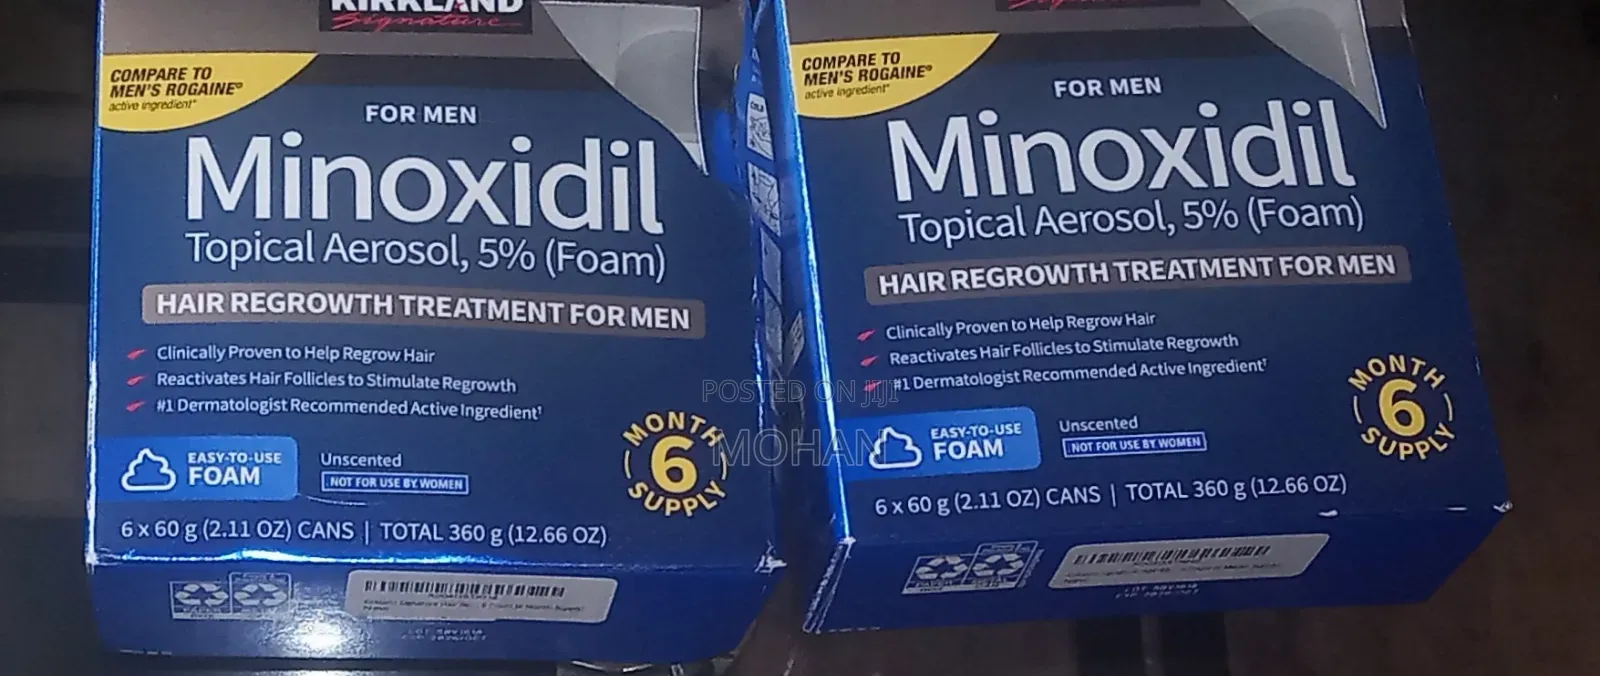 KIRKLAND
Signature
COMPARE TO
MEN'S ROGAINE®
active ingredient*
FOR MEN
Minoxidil
Topical Aerosol, 5% (Foam)
HAIR REGROWTH TREATMENT FOR MEN
Clinically Proven to Help Regrow Hair
Reactivates Hair Follicles to Stimulate Regrowth
#1 Dermatologist Recommended Active Ingredient†
EASY-TO-USE
FOAM
Unscented
NOT FOR USE BY WOMEN
MONTH
6
SUPPLY
6 x 60 g (2.11 OZ) CANS | TOTAL 360 g (12.66 OZ)
Signature
COMPARE TO
MEN'S ROGAINE®
active ingredient*
FOR MEN
Minoxidil
Topical Aerosol, 5% (Foam)
HAIR REGROWTH TREATMENT FOR MEN
Clinically Proven to Help Regrow Hair
Reactivates Hair Follicles to Stimulate Regrowth
#1 Dermatologist Recommended Active Ingredient†
EASY-TO-USE
FOAM
Unscented
NOT FOR USE BY WOMEN
MONTH
6
SUPPLY
6 x 60 g (2.11 OZ) CANS | TOTAL 360 g (12.66 OZ)
POSTED ON JIJI
MOHAN